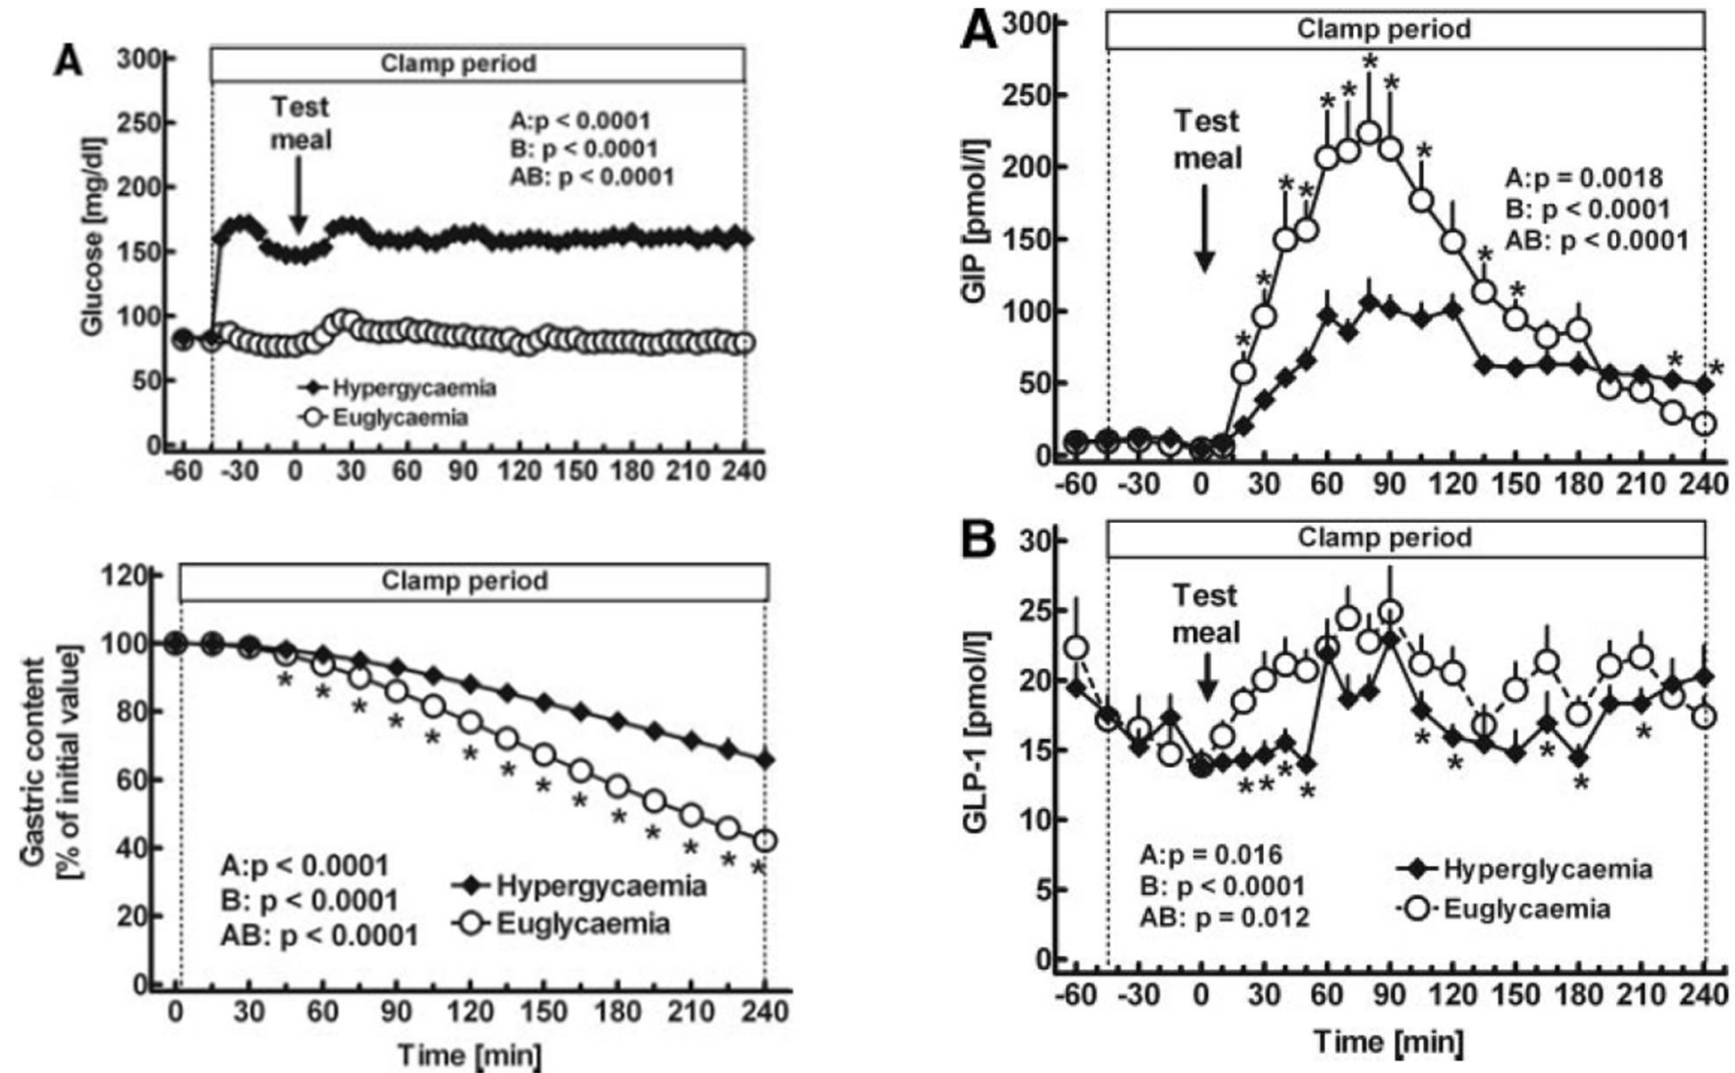 A
Clamp period
300
250
200
150
100
50
0
Glucose [mg/dl]
Test
meal
A:p < 0.0001
B: p < 0.0001
AB: p < 0.0001
Hypergycaemia
Euglycaemia
-60 -30 0 30 60 90 120 150 180 210 240
Clamp period
120
100
80
60
40
20
0
Gastric content
[% of initial value]
* * * * * * * * * * * * * *
A:p < 0.0001
B: p < 0.0001
AB: p < 0.0001
Hypergycaemia
Euglycaemia
0 30 60 90 120 150 180 210 240
Time [min]
A
Clamp period
300
250
200
150
100
50
0
GIP [pmol/l]
Test
meal
* * * * * * * * * * * * *
A:p = 0.0018
B: p < 0.0001
AB: p < 0.0001
-60 -30 0 30 60 90 120 150 180 210 240
B
Clamp period
30
25
20
15
10
5
0
GLP-1 [pmol/l]
Test
meal
* * * * * * * * *
A:p = 0.016
B: p < 0.0001
AB: p = 0.012
Hyperglycaemia
Euglycaemia
-60 -30 0 30 60 90 120 150 180 210 240
Time [min]